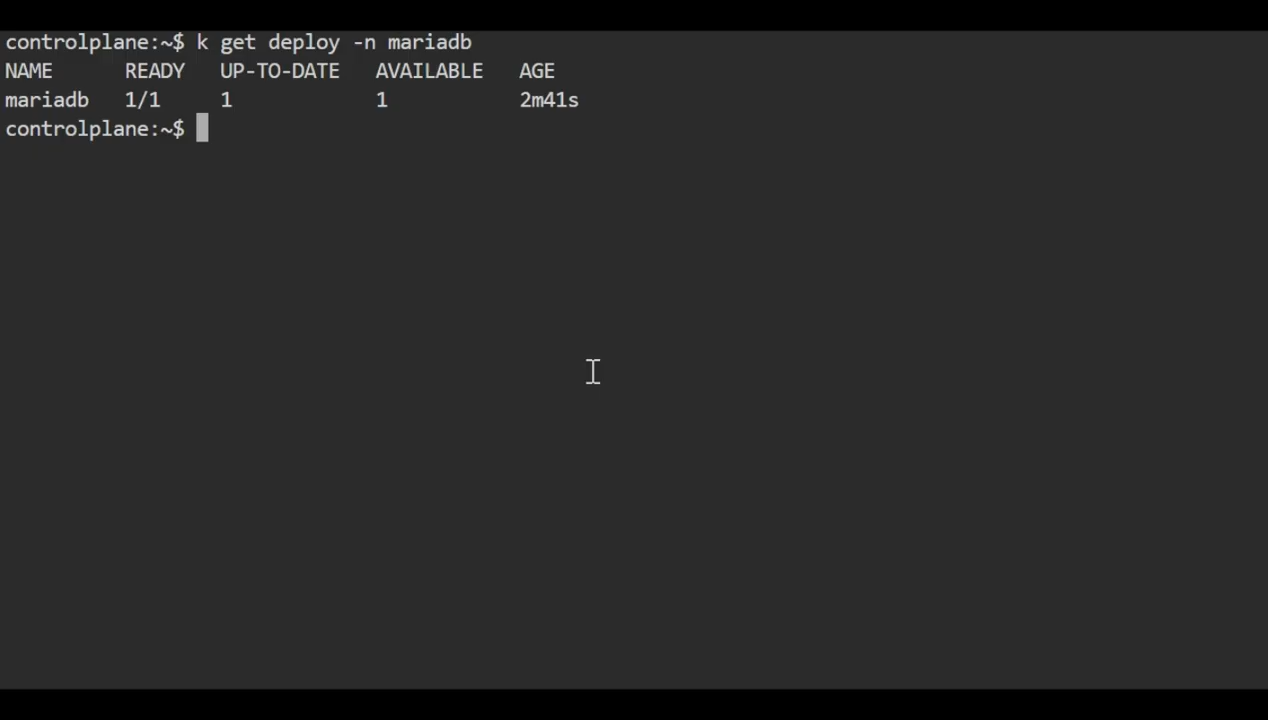 controlplane:~$ k get deploy -n mariadb
NAME      READY   UP-TO-DATE   AVAILABLE   AGE
mariadb   1/1     1            1           2m41s
controlplane:~$